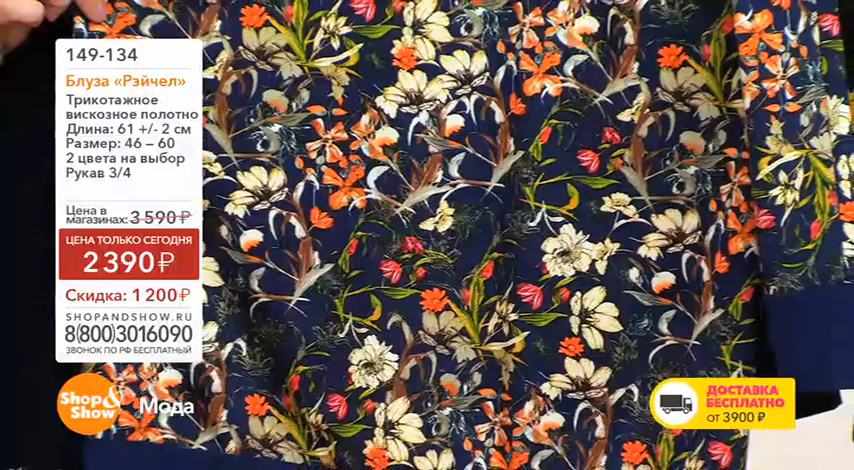 149-134
Блуза «Рэйчел»
Трикотажное
вискозное полотно
Длина: 61 +/- 2 см
Размер: 46 – 60
2 цвета на выбор
Рукав 3/4
Цена в
магазинах: 3 590 ₽
ЦЕНА ТОЛЬКО СЕГОДНЯ
2 390 ₽
Скидка: 1 200 ₽
SHOPANDSHOW.RU
8(800)3016090
ЗВОНОК ПО РФ БЕСПЛАТНЫЙ
Shop&
Show Мода
ДОСТАВКА
БЕСПЛАТНО
от 3900 ₽